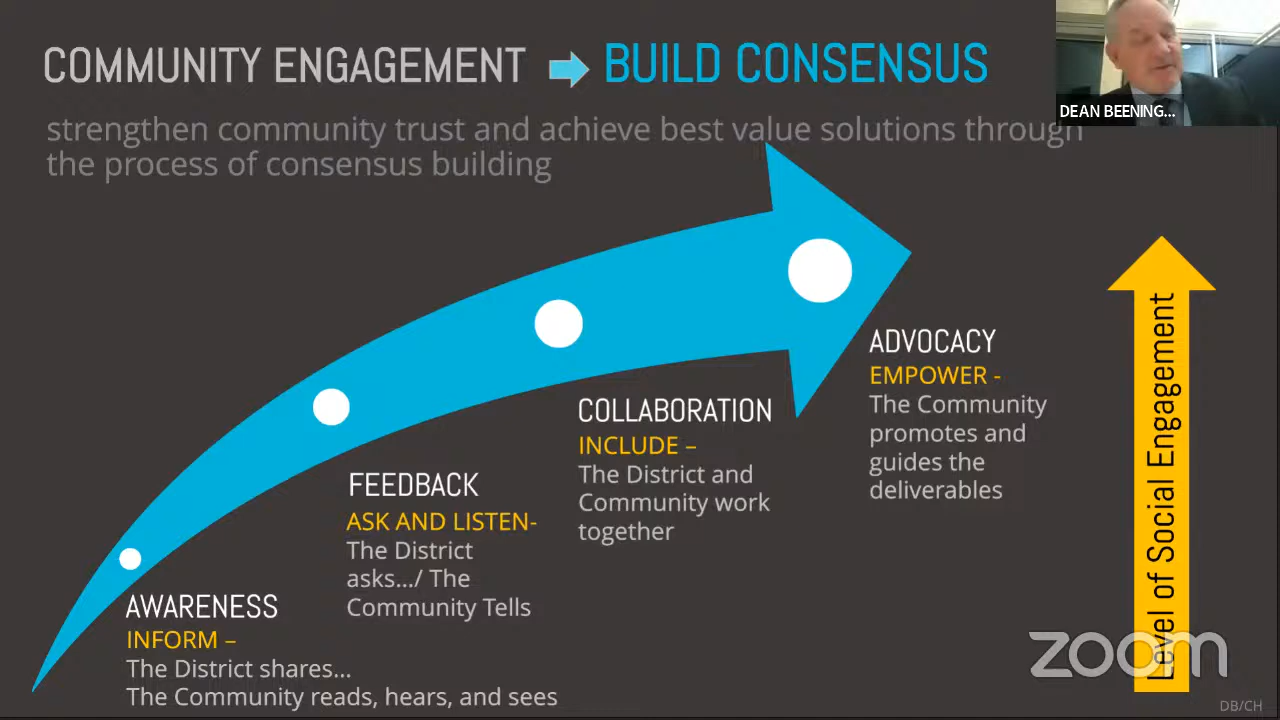 COMMUNITY ENGAGEMENT BUILD CONSENSUS
DEAN BEENING...
strengthen community trust and achieve best value solutions through
the process of consensus building
ADVOCACY
EMPOWER -
The Community
promotes and
guides the
deliverables
COLLABORATION
INCLUDE –
The District and
Community work
together
FEEDBACK
ASK AND LISTEN-
The District
asks.../ The
Community Tells
AWARENESS
INFORM –
The District shares...
The Community reads, hears, and sees
Level of Social Engagement
zoom
DB/CH